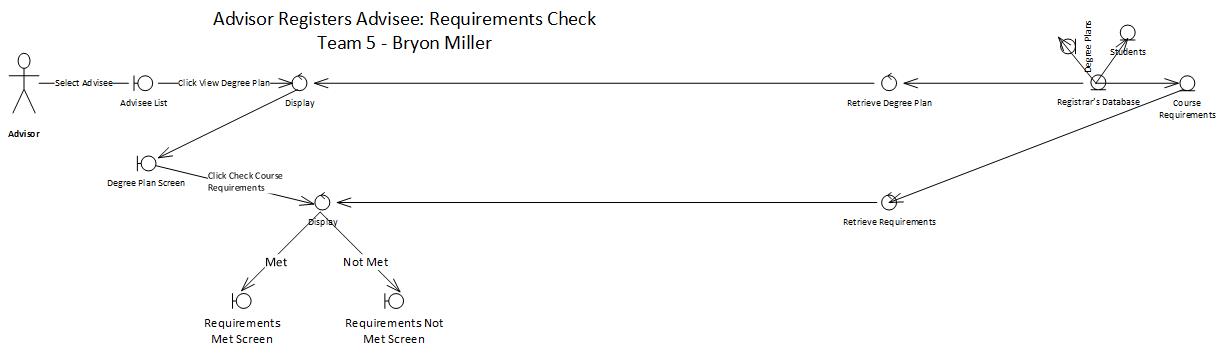 Advisor Registers Advisee: Requirements Check
Team 5 - Bryon Miller
Degree Plans
Students
Select Advisee
Click View Degree Plan
Advisor
Advisee List
Display
Retrieve Degree Plan
Registrar's Database
Course
Requirements
Degree Plan Screen
Click Check Course
Requirements
Display
Retrieve Requirements
Met
Not Met
Requirements
Met Screen
Requirements Not
Met Screen